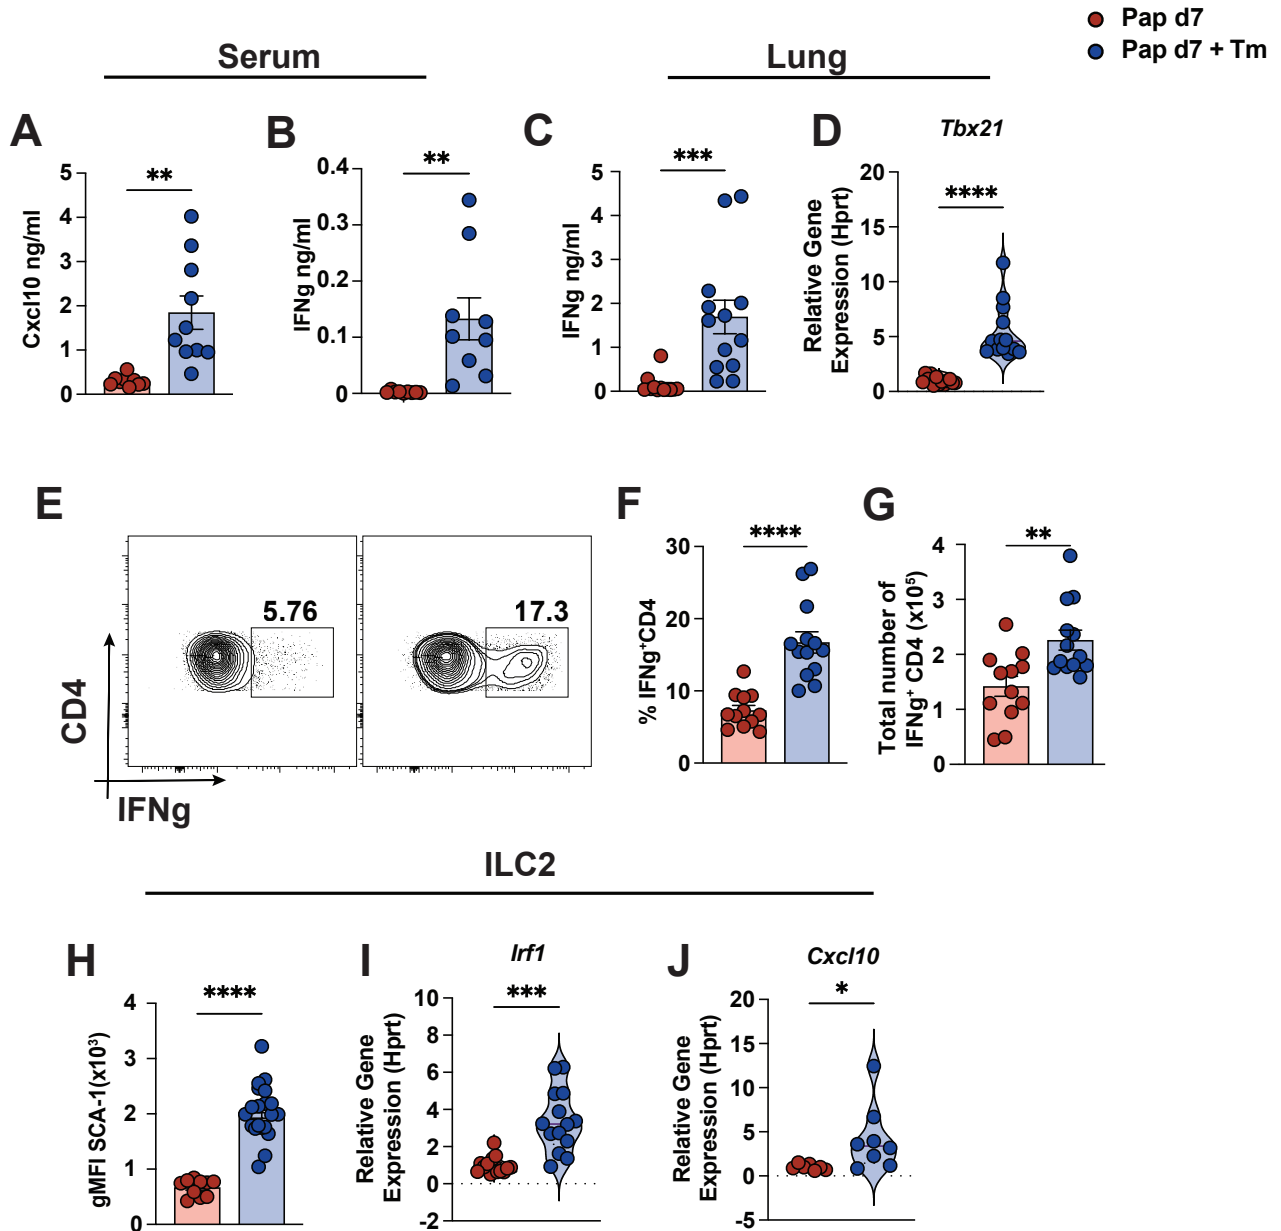 Pap d7
Pap d7 + Tm
Serum
Lung
A
Cxcl10 ng/ml
5
4
3
2
1
0
**
B
IFNg ng/ml
0.4
0.3
0.2
0.1
0
**
C
IFNg ng/ml
5
4
3
2
1
0
***
D
Tbx21
Relative Gene
Expression (Hprt)
20
15
10
5
0
****
E
CD4
5.76
17.3
IFNg
F
% IFNg⁺CD4
30
20
10
0
****
G
Total number of
IFNg⁺ CD4 (x10⁵)
4
3
2
1
0
**
ILC2
H
gMFI SCA-1(x10³)
4
3
2
1
0
****
I
Irf1
Relative Gene
Expression (Hprt)
10
8
6
4
2
0
-2
***
J
Cxcl10
Relative Gene
Expression (Hprt)
20
15
10
5
0
-5
*